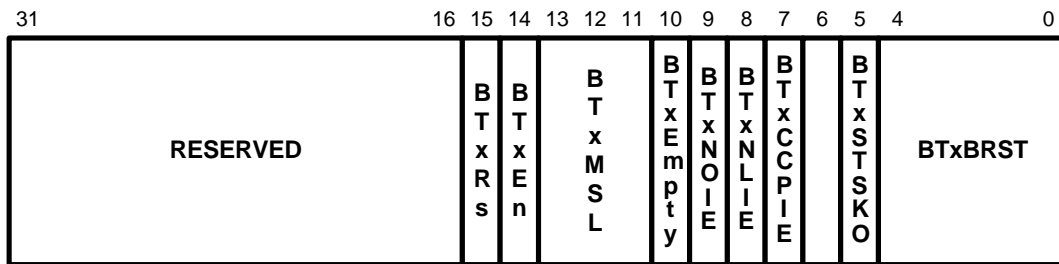 31 16 15 14 13 12 11 10 9 8 7 6 5 4 0
RESERVED
BTxRs
BTxEn
BTxMSL
BTxEmpty
BTxNOIE
BTxNLIE
BTxCCPIE
BTxSTSKO
BTxBRST